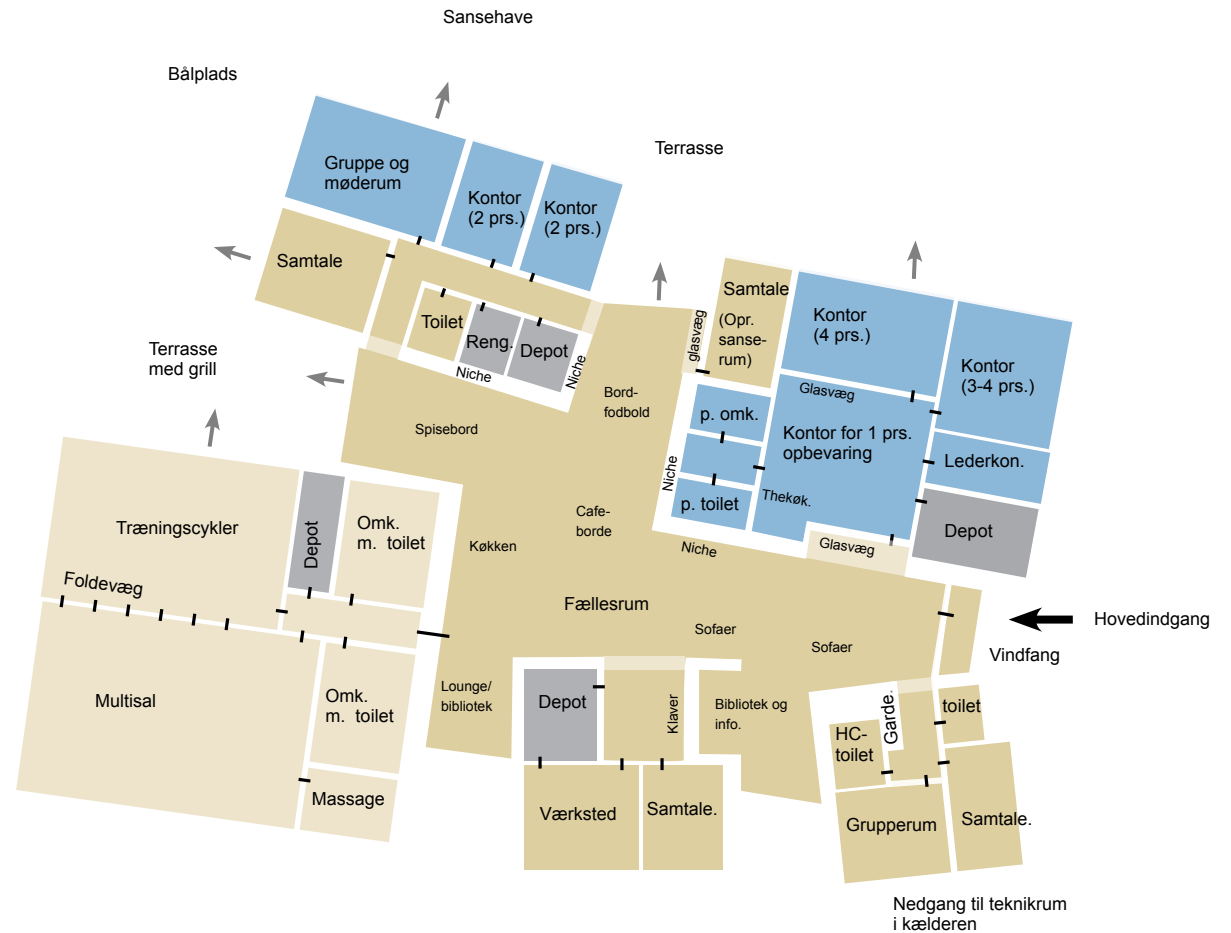 Sansehave
Bålplads
Terrasse
Gruppe og
møderum
Kontor
(2 prs.)
Kontor
(2 prs.)
Samtale
Toilet
Reng.
Depot
Niche
Niche
Terrasse
med grill
glasvæg
Samtale
(Opr.
sanse-
rum)
Kontor
(4 prs.)
Kontor
(3-4 prs.)
Glasvæg
Bord-
fodbold
Spisebord
p. omk.
Kontor for 1 prs.
opbevaring
Lederkon.
Niche
p. toilet
Thekøk.
Depot
Glasvæg
Træningscykler
Depot
Omk.
m. toilet
Foldevæg
Cafe-
borde
Køkken
Niche
Fællesrum
Sofaer
Sofaer
Hovedindgang
Vindfang
Multisal
Omk.
m. toilet
Massage
Lounge/
bibliotek
Depot
Klaver
Bibliotek og
info.
Garde.
toilet
HC-
toilet
Værksted
Samtale.
Grupperum
Samtale.
Nedgang til teknikrum
i kælderen